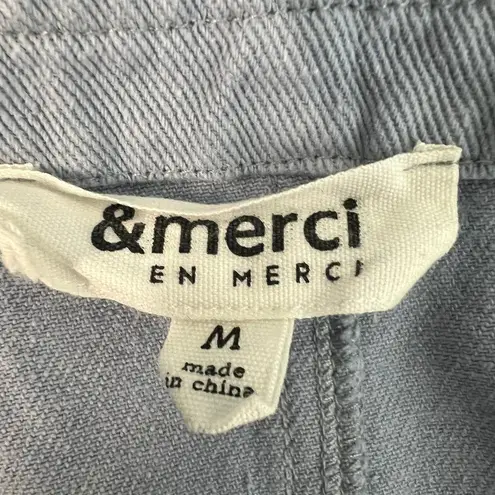 &merci
EN MERCI
M
made
in china